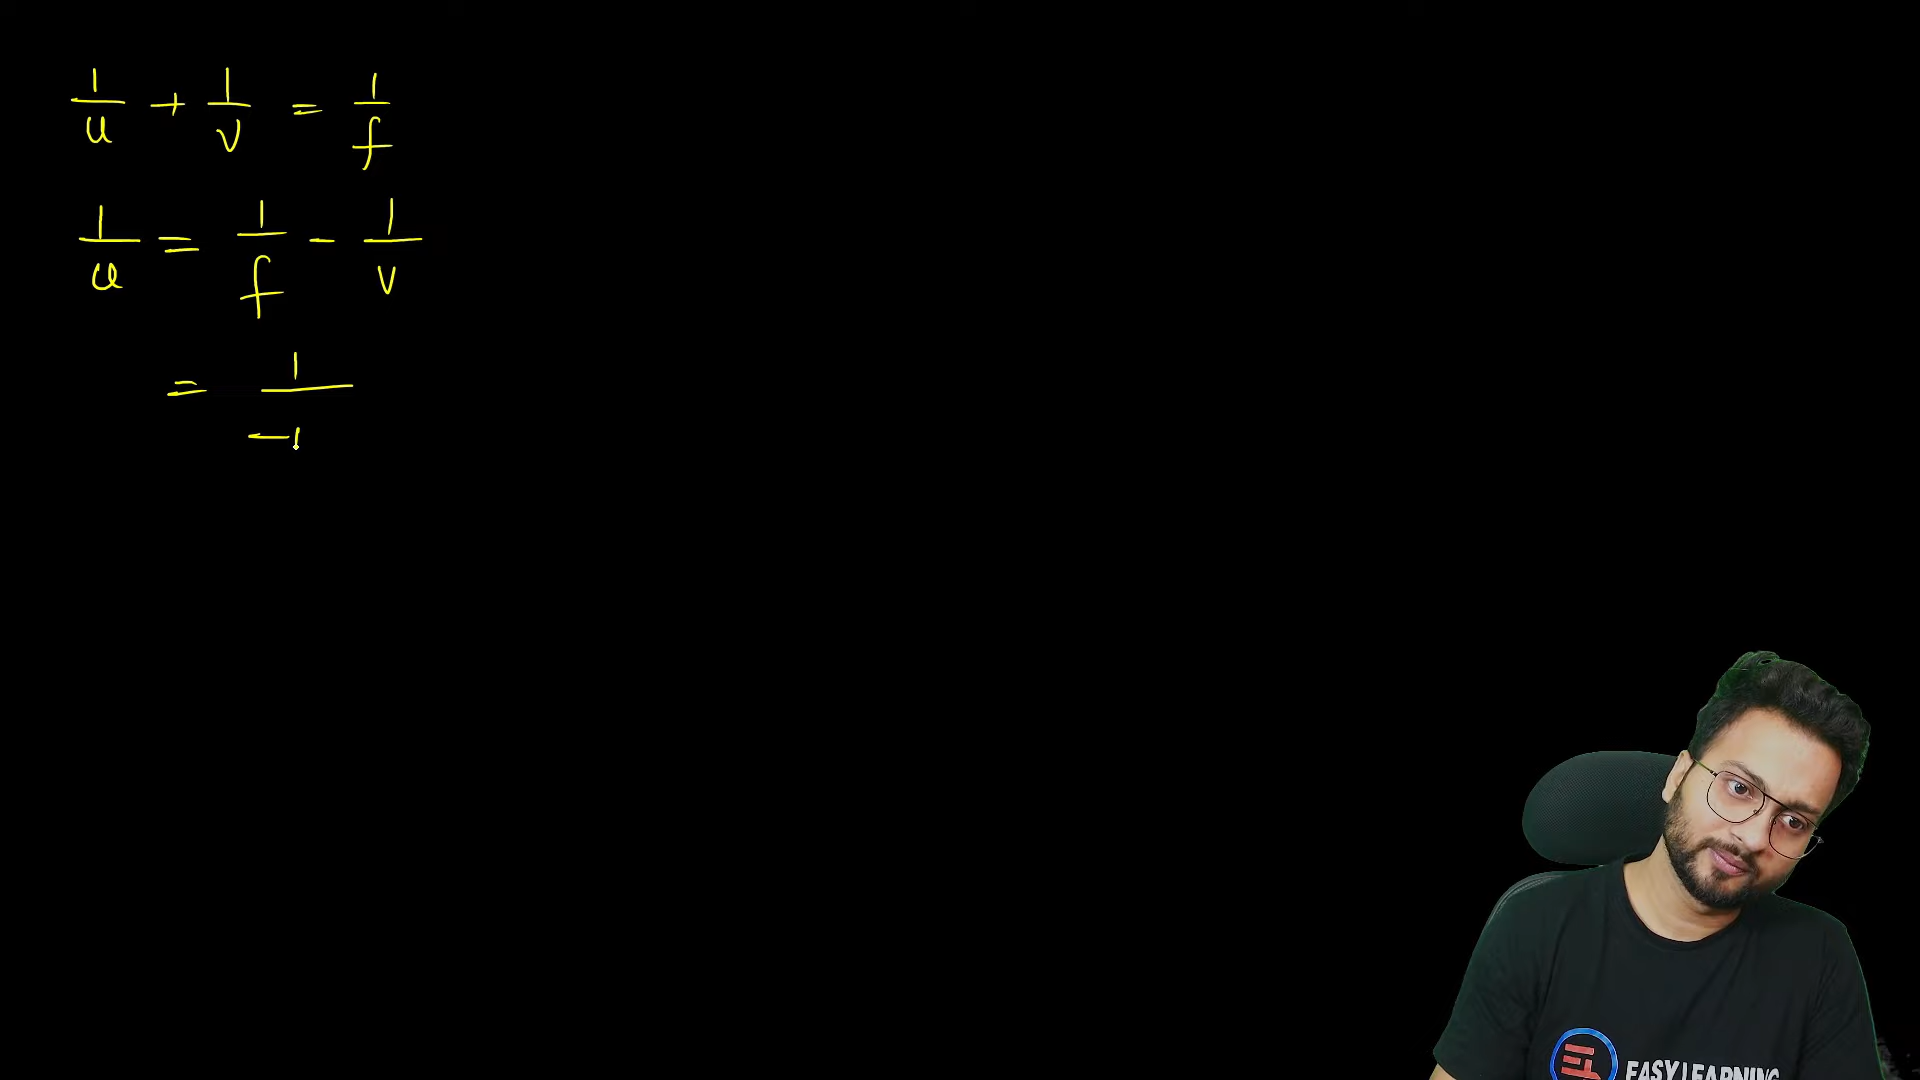 1/u + 1/v = 1/f
1/u = 1/f - 1/v
= 1/-1
EASY LEARNING